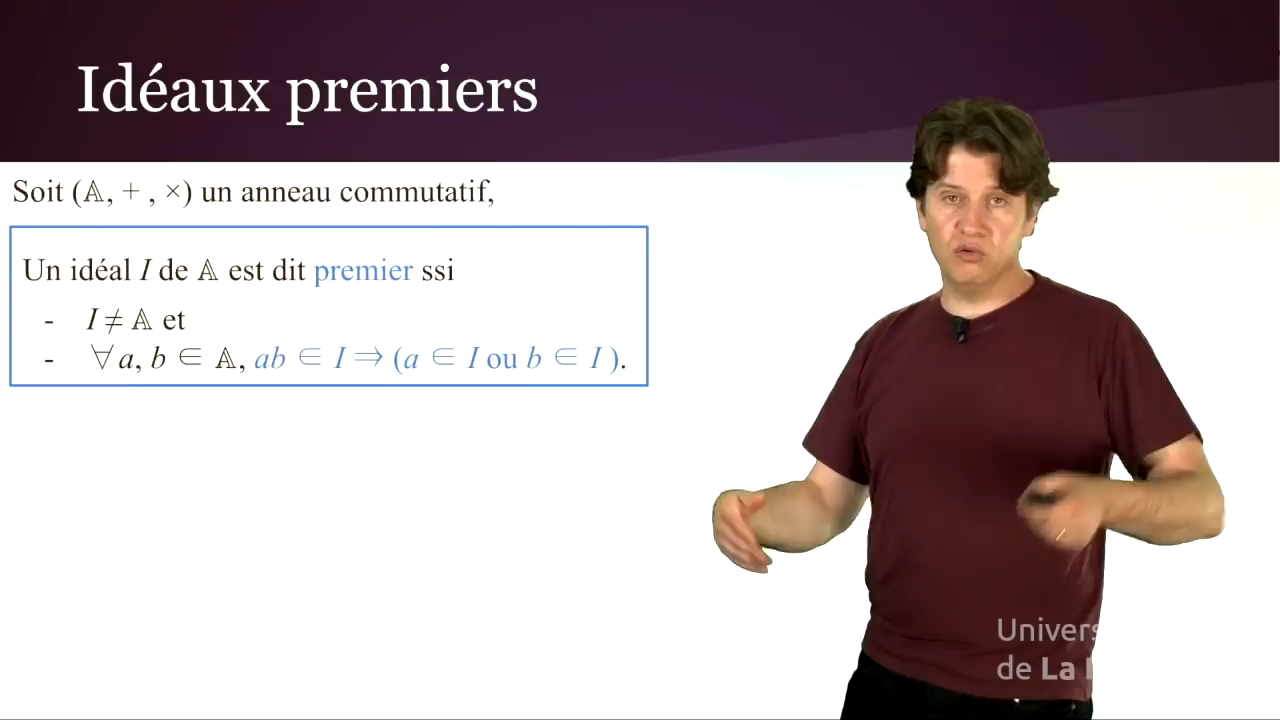 Idéaux premiers
Soit (𝔸, + , ×) un anneau commutatif,
Un idéal I de 𝔸 est dit premier ssi
- I ≠ 𝔸 et
- ∀ a, b ∈ 𝔸, ab ∈ I ⇒ (a ∈ I ou b ∈ I ).
de La